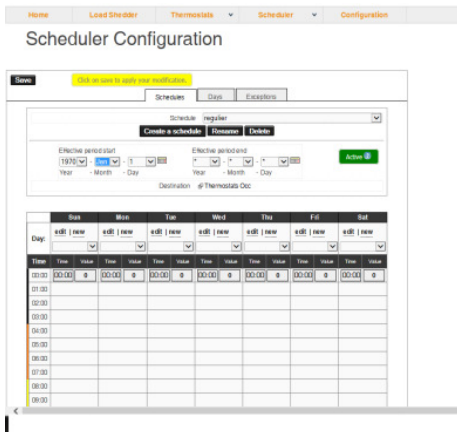 Home Load Shedder Thermostats Scheduler Configuration
Scheduler Configuration
Save Click on save to apply your modification.
Schedules Days Exceptions
Schedule regulier
Create a schedule Rename Delete
Effective period start Effective period end
1970 - Jan - 1 * - * - * Active
Year - Month - Day Year - Month - Day
Destination Thermostats Occ
Sun Mon Tue Wed Thu Fri Sat
Day: edit | new edit | new edit | new edit | new edit | new edit | new edit | new
Time Time Value Time Value Time Value Time Value Time Value Time Value Time Value
00:00 00:00 0 00:00 0 00:00 0 00:00 0 00:00 0 00:00 0 00:00 0
01:00
02:00
03:00
04:00
05:00
06:00
07:00
08:00
09:00